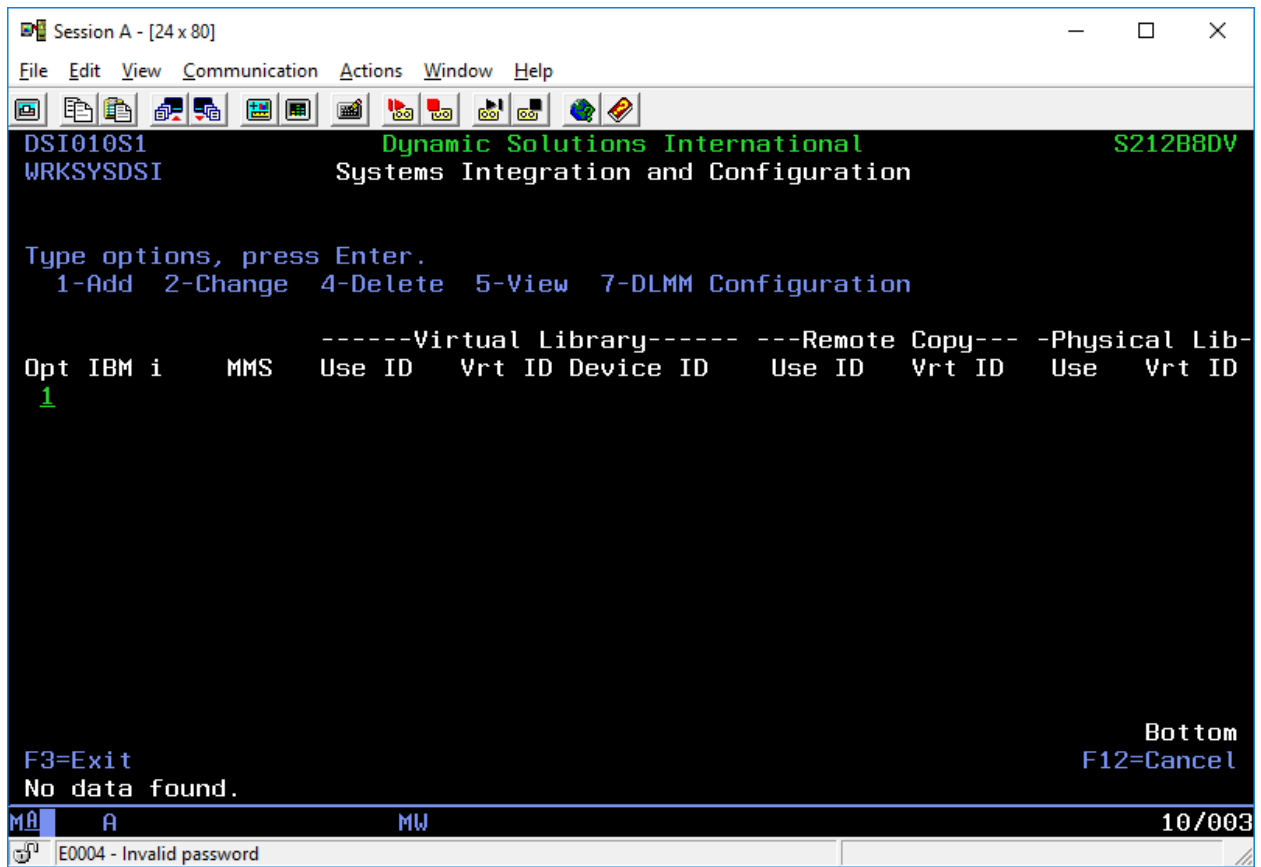 Session A - [24 x 80]
File Edit View Communication Actions Window Help
DSI010S1 Dynamic Solutions International S212B8DV
WRKSYSDSI Systems Integration and Configuration
Type options, press Enter.
1-Add 2-Change 4-Delete 5-View 7-DLMM Configuration
------Virtual Library------ ---Remote Copy--- -Physical Lib-
Opt IBM i MMS Use ID Vrt ID Device ID Use ID Vrt ID Use Vrt ID
1
Bottom
F3=Exit F12=Cancel
No data found.
MA A MW 10/003
E0004 - Invalid password